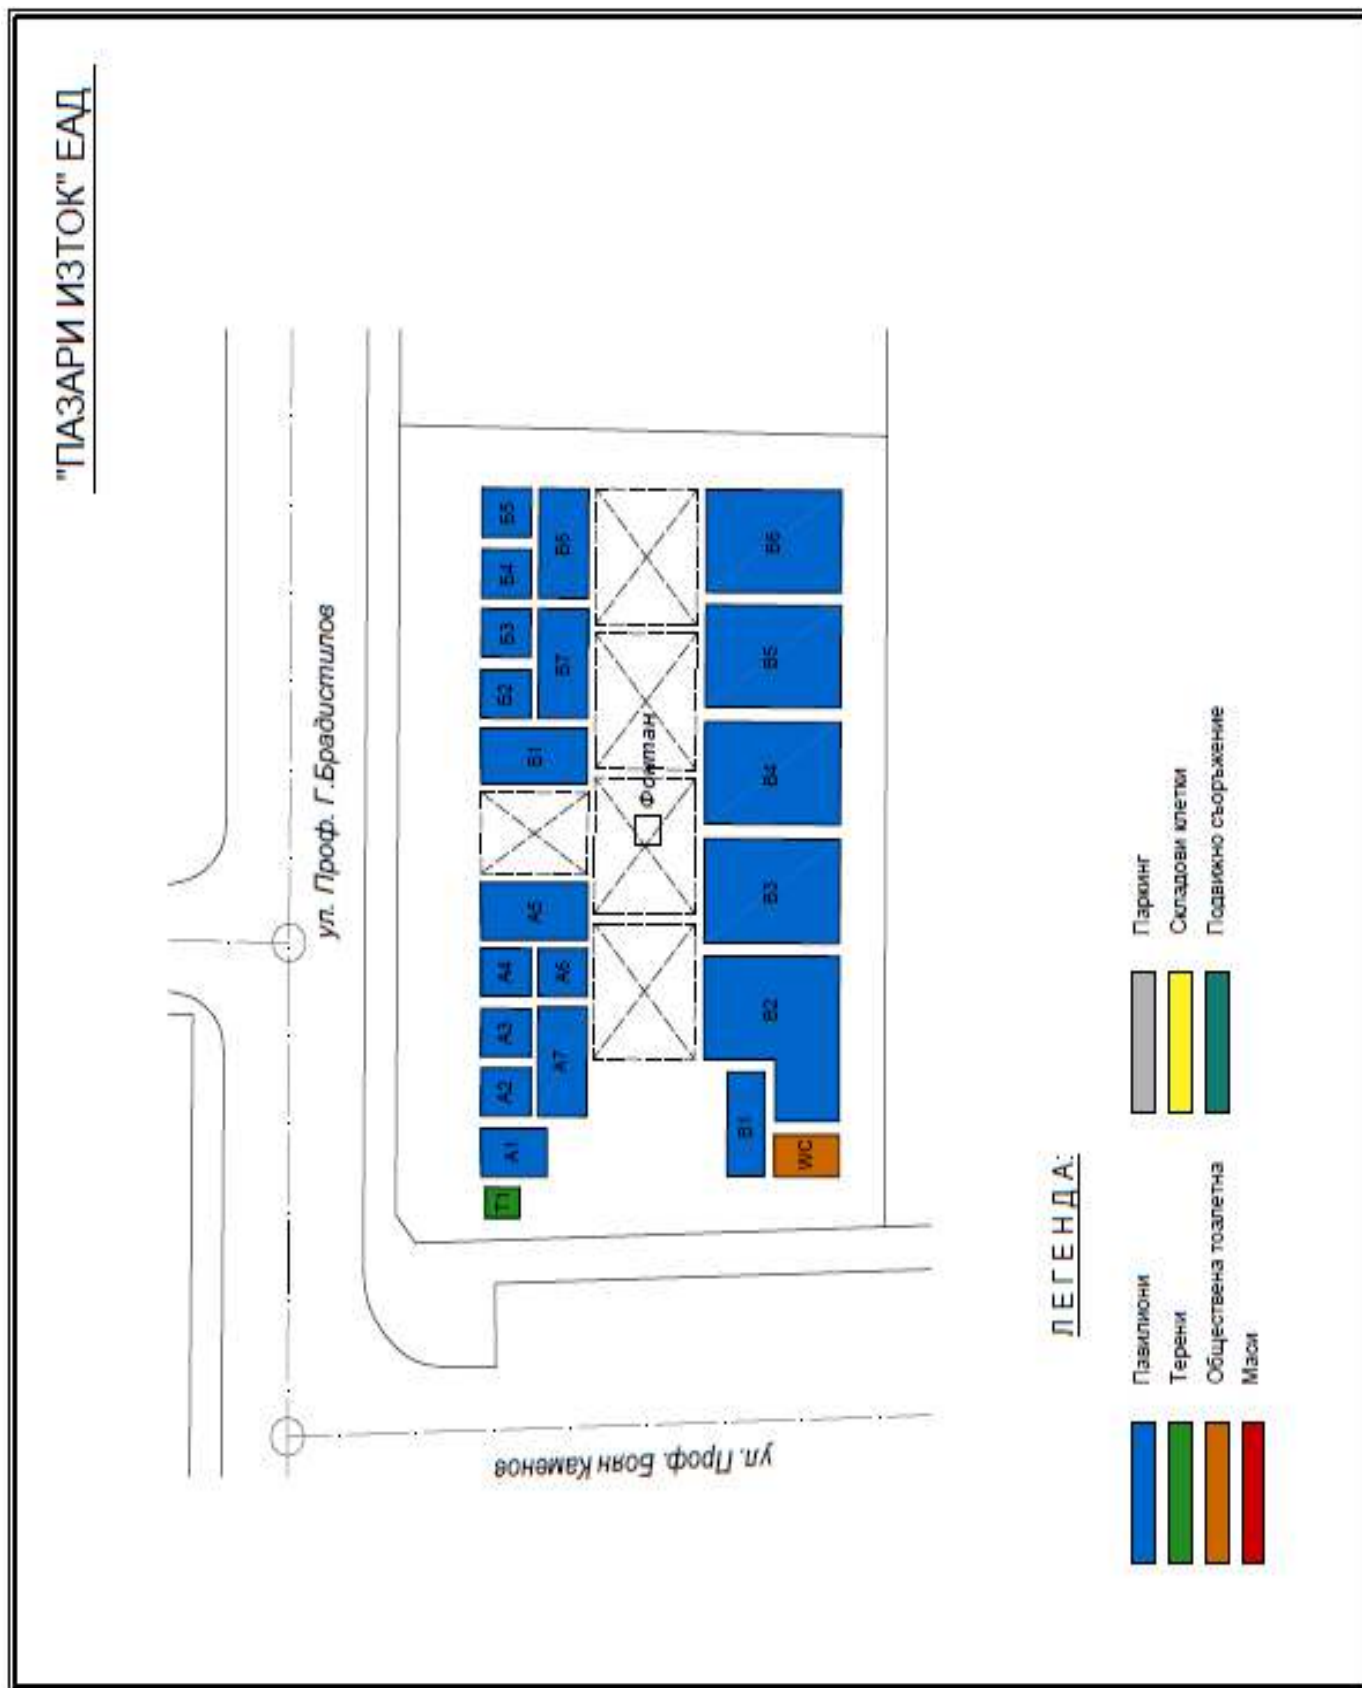 "ПАЗАРИ ИЗТОК" ЕАД
ул. Проф. Г.Брадистилов
ул. Проф. Боян Каменов
Т1
А1
А2
А3
А4
А5
В1
Б2
Б3
Б4
Б5
А7
А6
Б7
Б6
Фонтан
В1
WC
В2
В3
В4
В5
В6
ЛЕГЕНДА:
Павилиони
Терени
Обществена тоалетна
Маси
Паркинг
Складови клетки
Подвижно съоръжение